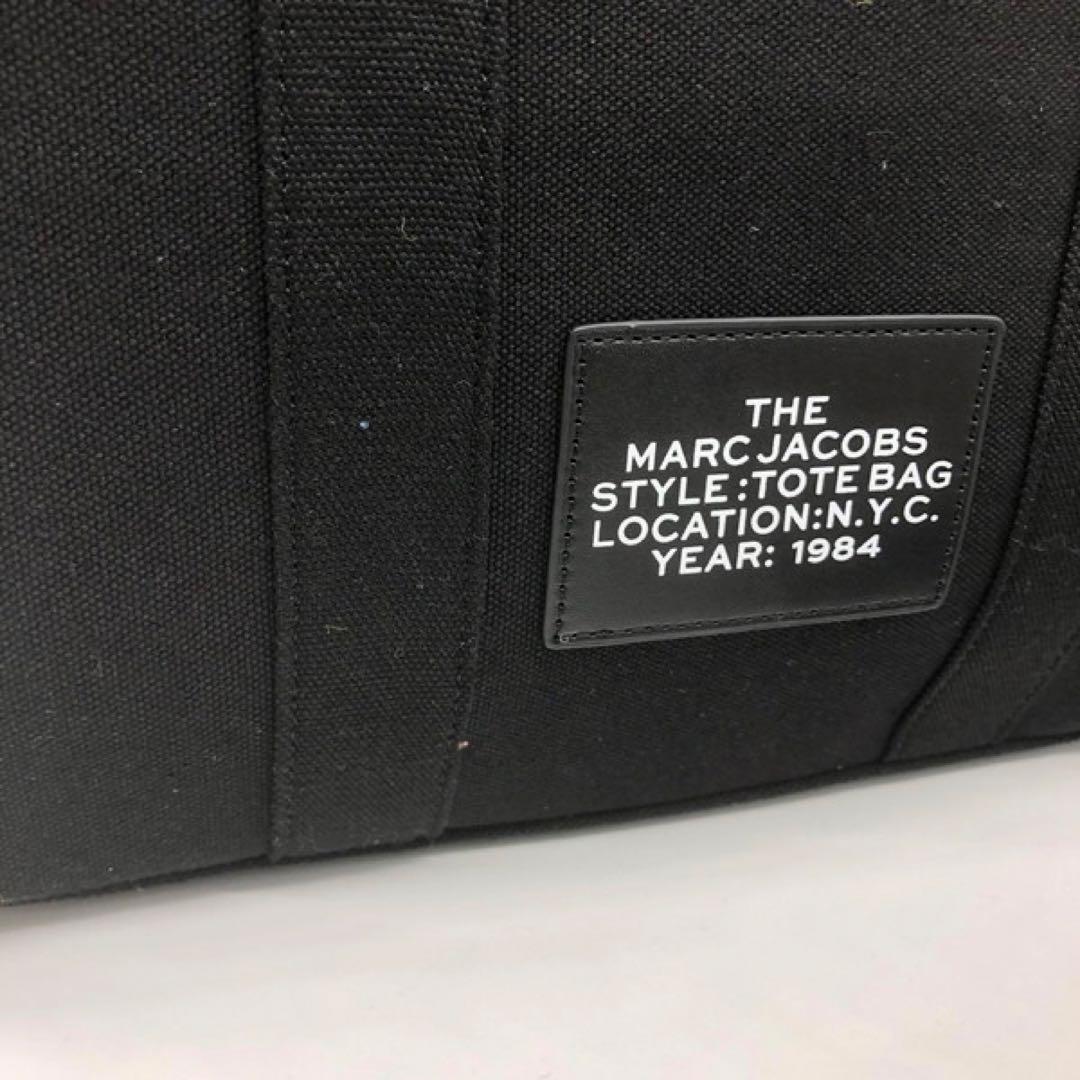 THE
MARC JACOBS
STYLE:TOTE BAG
LOCATION:N.Y.C.
YEAR: 1984